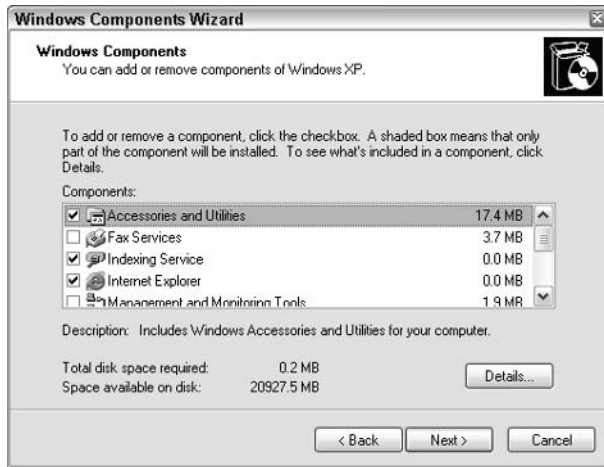 Windows Components Wizard
Windows Components
You can add or remove components of Windows XP.
To add or remove a component, click the checkbox. A shaded box means that only
part of the component will be installed. To see what's included in a component, click
Details.
Components:
Accessories and Utilities 17.4 MB
Fax Services 3.7 MB
Indexing Service 0.0 MB
Internet Explorer 0.0 MB
Management and Monitoring Tools 1.9 MB
Description: Includes Windows Accessories and Utilities for your computer.
Total disk space required: 0.2 MB
Space available on disk: 20927.5 MB
Details...
< Back Next > Cancel